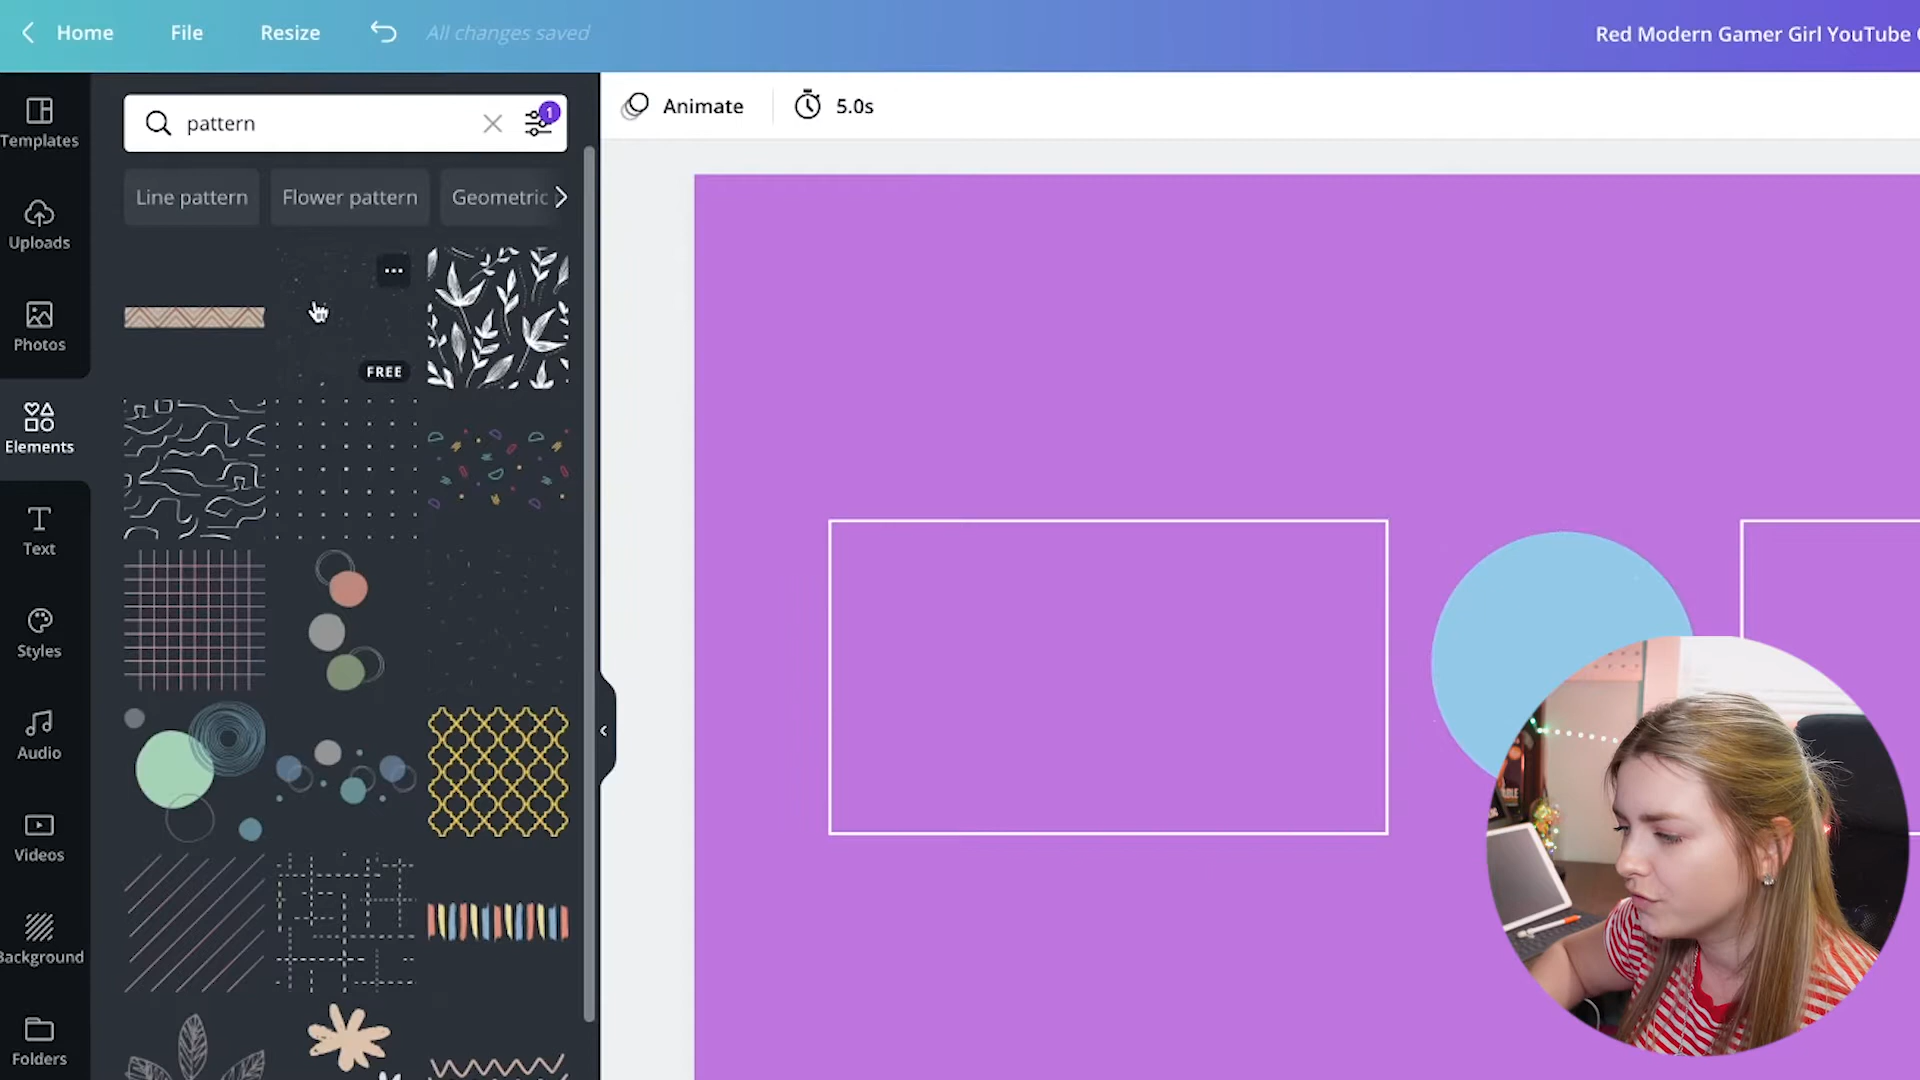 Home File Resize All changes saved Red Modern Gamer Girl YouTube
pattern 1
Animate 5.0s
Line pattern Flower pattern Geometric
FREE
Templates
Uploads
Photos
Elements
Text
Styles
Audio
Videos
Background
Folders